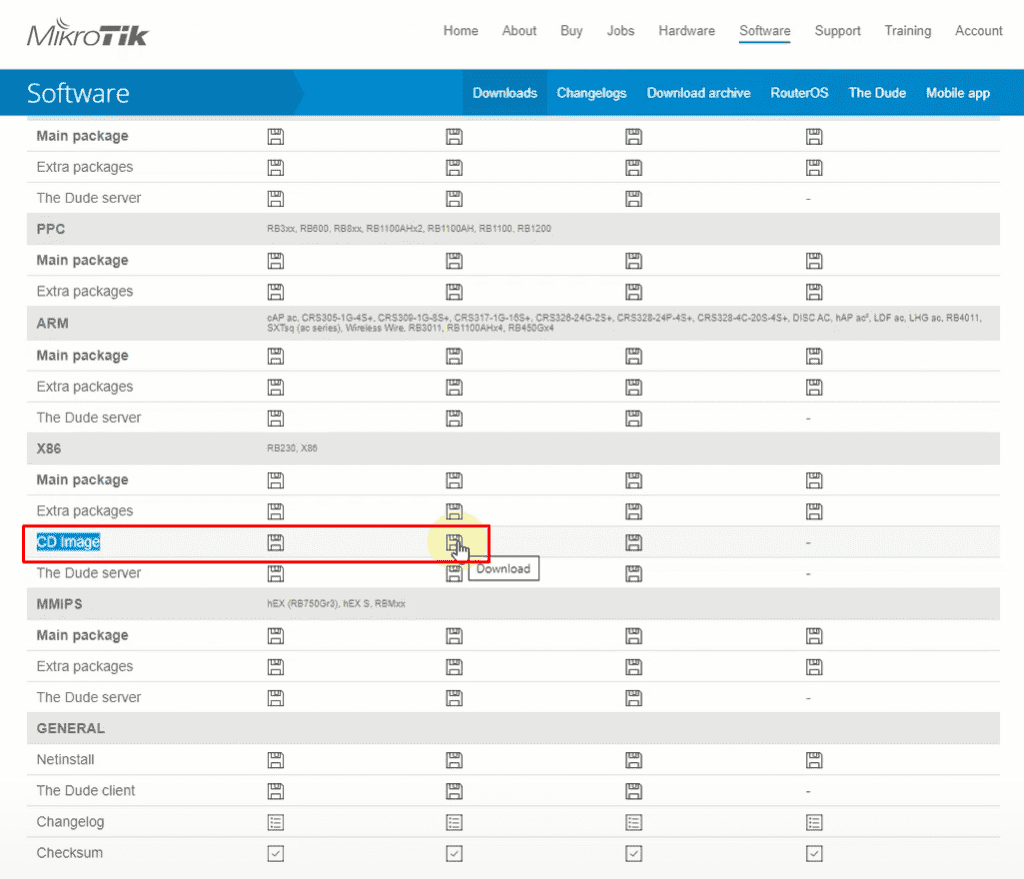 MikroTik
Home About Buy Jobs Hardware Software Support Training Account
Software
Downloads Changelogs Download archive RouterOS The Dude Mobile app
Main package
Extra packages
The Dude server -
PPC RB3xx, RB600, RB8xx, RB1100AHx2, RB1100AH, RB1100, RB1200
Main package
Extra packages
ARM cAP ac, CRS305-1G-4S+, CRS309-1G-8S+, CRS317-1G-16S+, CRS326-24G-2S+, CRS328-24P-4S+, CRS328-4C-20S-4S+, DISC AC, hAP ac², LDF ac, LHG ac, RB4011,
SXTsq (ac series), Wireless Wire, RB3011, RB1100AHx4, RB450Gx4
Main package
Extra packages
The Dude server -
X86 RB230, X86
Main package
Extra packages
CD Image -
Download
The Dude server
MMIPS hEX (RB750Gr3), hEX S, RBMxx
Main package
Extra packages
The Dude server -
GENERAL
Netinstall
The Dude client -
Changelog
Checksum